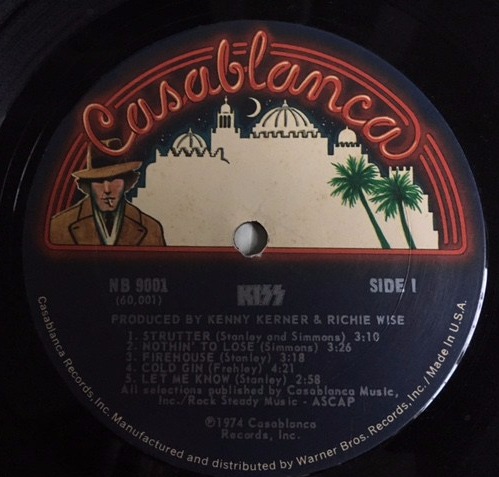 Casablanca
NB 9001
(60,001)
KISS
SIDE 1
PRODUCED BY KENNY KERNER & RICHIE WISE
1. STRUTTER (Stanley and Simmons) 3:10
2. NOTHIN' TO LOSE (Simmons) 3:26
3. FIREHOUSE (Stanley) 3:18
4. COLD GIN (Frehley) 4:21
5. LET ME KNOW (Stanley) 2:58
All selections published by Casablanca Music,
Inc./Rock Steady Music - ASCAP
℗1974 Casablanca
Records, Inc.
Casablanca Records, Inc. Manufactured and distributed by Warner Bros. Records, Inc./Made in U.S.A.